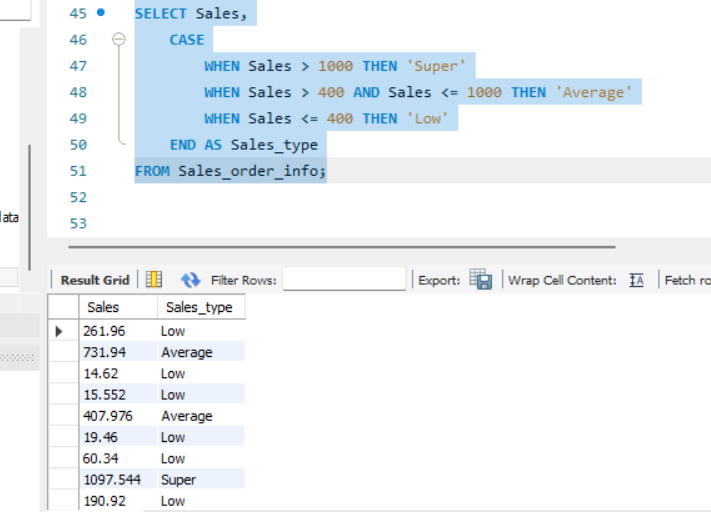 45 SELECT Sales,
46 CASE
47 WHEN Sales > 1000 THEN 'Super'
48 WHEN Sales > 400 AND Sales <= 1000 THEN 'Average'
49 WHEN Sales <= 400 THEN 'Low'
50 END AS Sales_type
51 FROM Sales_order_info;
52
53
Result Grid Filter Rows: Export: Wrap Cell Content: IA Fetch
Sales Sales_type
261.96 Low
731.94 Average
14.62 Low
15.552 Low
407.976 Average
19.46 Low
60.34 Low
1097.544 Super
190.92 Low